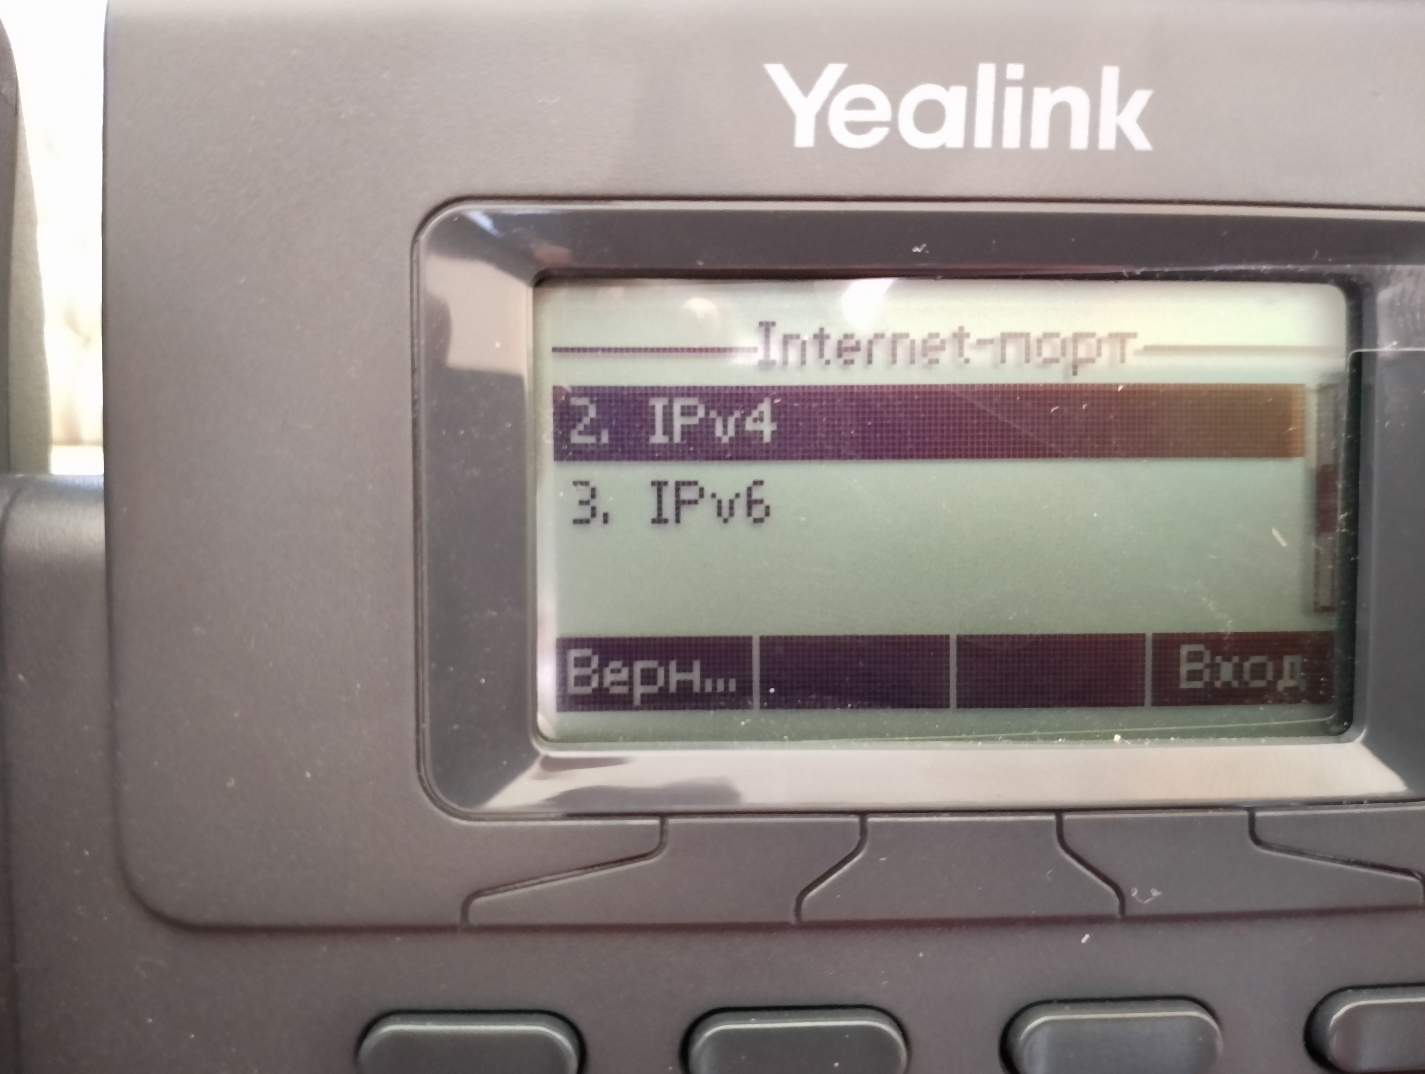 Yealink
Internet-порт
2. IPv4
3. IPv6
Верн... Вход